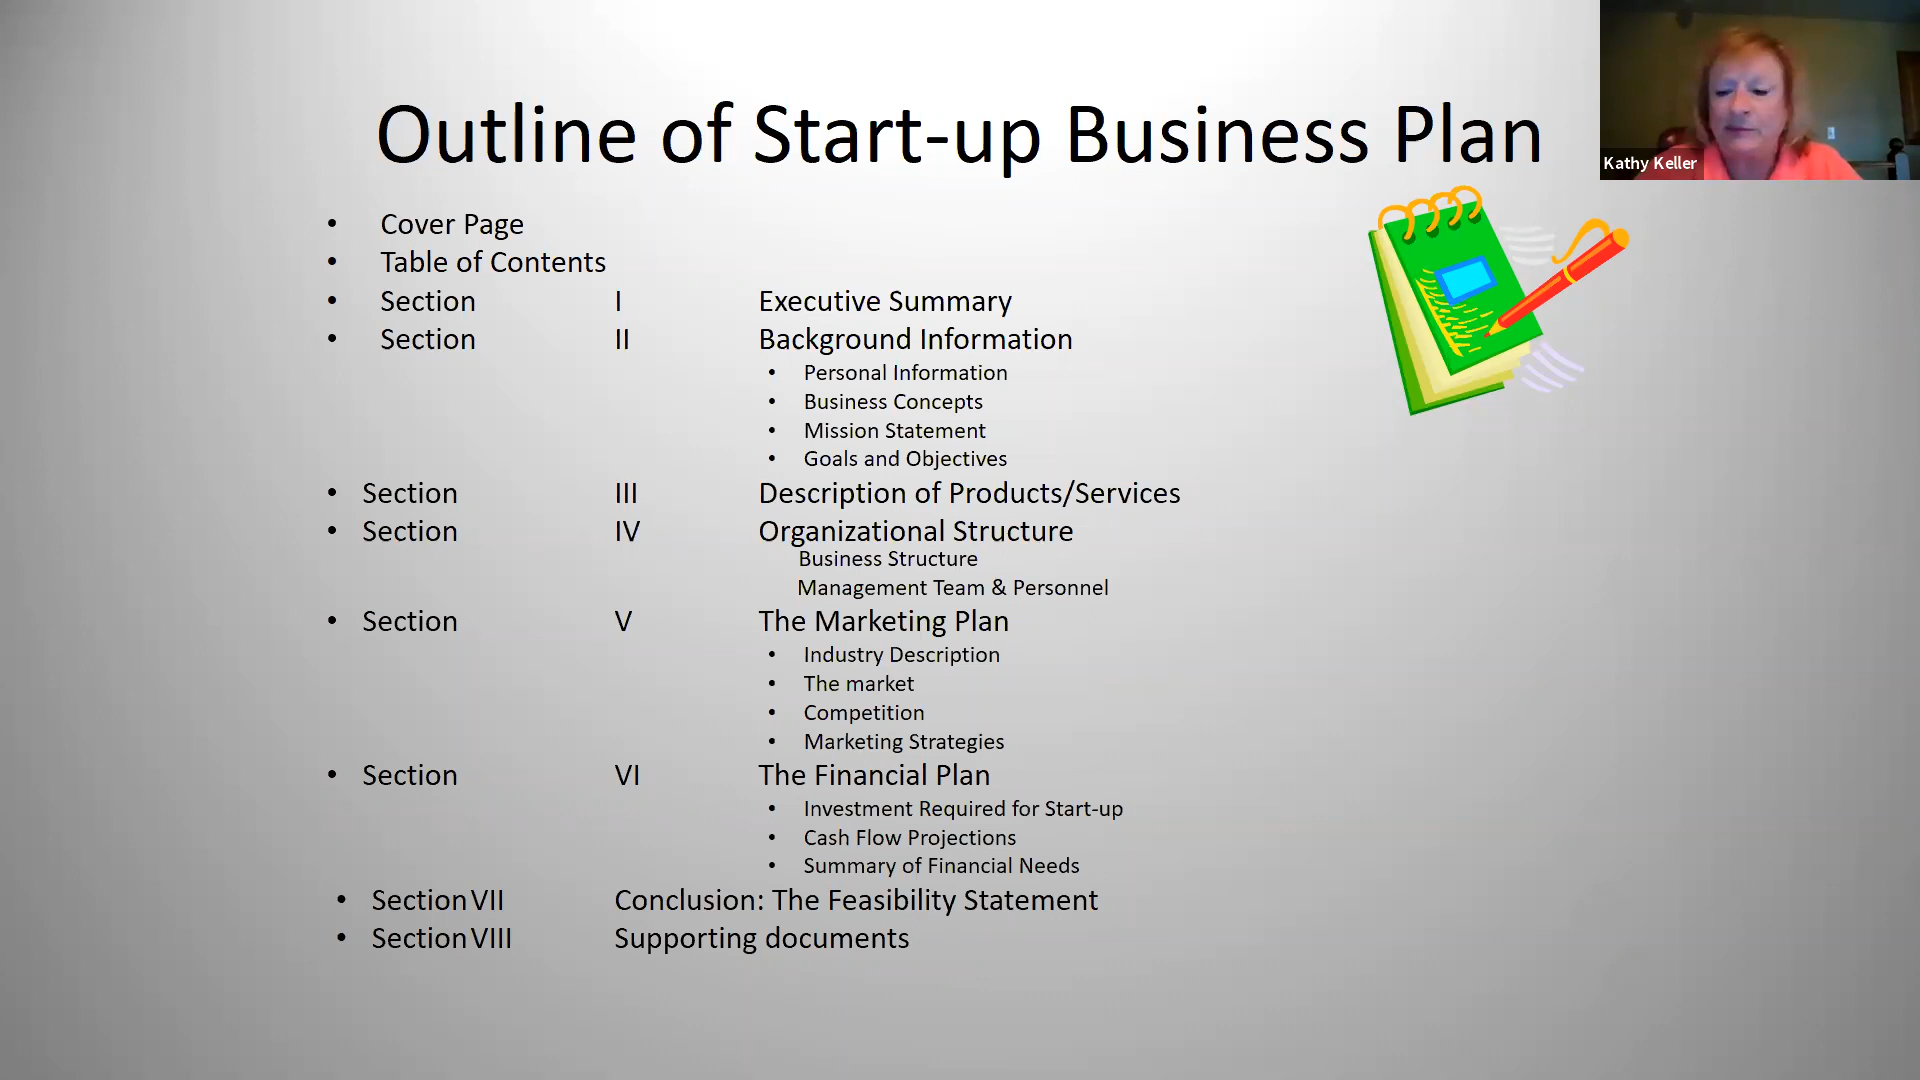 Outline of Start-up Business Plan
Kathy Keller
• Cover Page
• Table of Contents
• Section I Executive Summary
• Section II Background Information
• Personal Information
• Business Concepts
• Mission Statement
• Goals and Objectives
• Section III Description of Products/Services
• Section IV Organizational Structure
Business Structure
Management Team & Personnel
• Section V The Marketing Plan
• Industry Description
• The market
• Competition
• Marketing Strategies
• Section VI The Financial Plan
• Investment Required for Start-up
• Cash Flow Projections
• Summary of Financial Needs
• Section VII Conclusion: The Feasibility Statement
• Section VIII Supporting documents